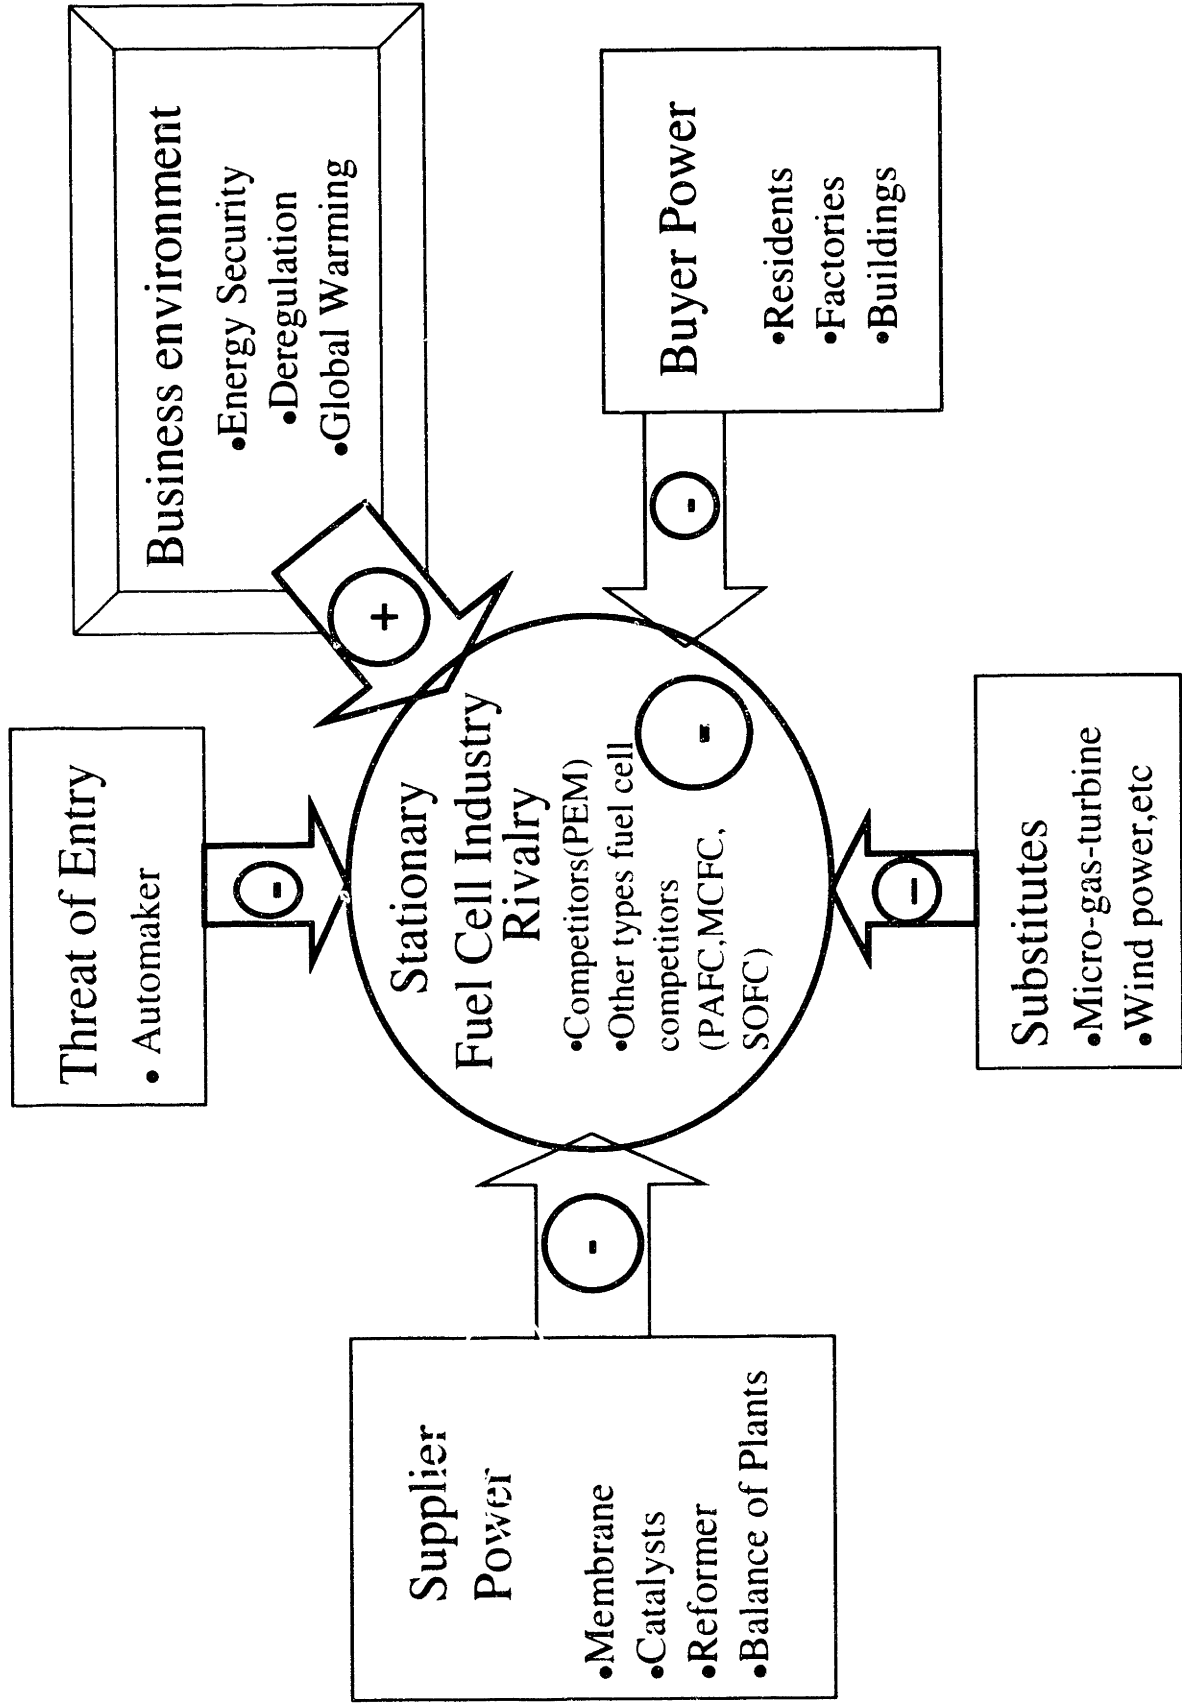 Threat of Entry
• Automaker
-
Business environment
•Energy Security
•Deregulation
•Global Warming
+
Supplier
Power
•Membrane
•Catalysts
•Reformer
•Balance of Plants
-
Stationary
Fuel Cell Industry
Rivalry
•Competitors(PEM)
•Other types fuel cell
competitors
(PAFC,MCFC,
SOFC)
-
Buyer Power
•Residents
•Factories
•Buildings
-
Substitutes
•Micro-gas-turbine
•Wind power,etc
-